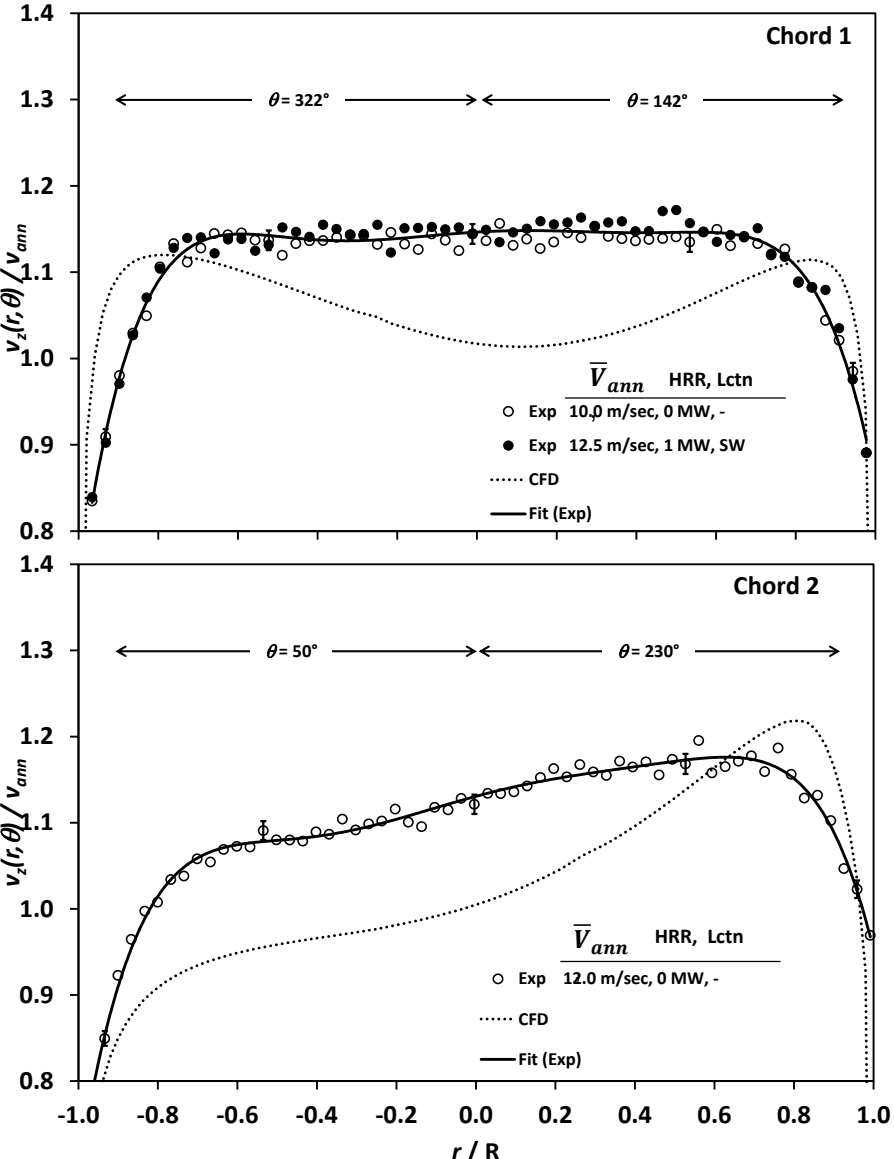 1.4
Chord 1
1.3
θ = 322° θ = 142°
1.2
1.1
v_z(r,θ) / v_ann
1.0
V̅_ann HRR, Lctn
Exp 10.0 m/sec, 0 MW, -
0.9
Exp 12.5 m/sec, 1 MW, SW
CFD
Fit (Exp)
0.8
1.4
Chord 2
1.3
θ = 50° θ = 230°
1.2
1.1
v_z(r,θ) / v_ann
1.0
V̅_ann HRR, Lctn
Exp 12.0 m/sec, 0 MW, -
0.9
CFD
Fit (Exp)
0.8
-1.0 -0.8 -0.6 -0.4 -0.2 0.0 0.2 0.4 0.6 0.8 1.0
r / R